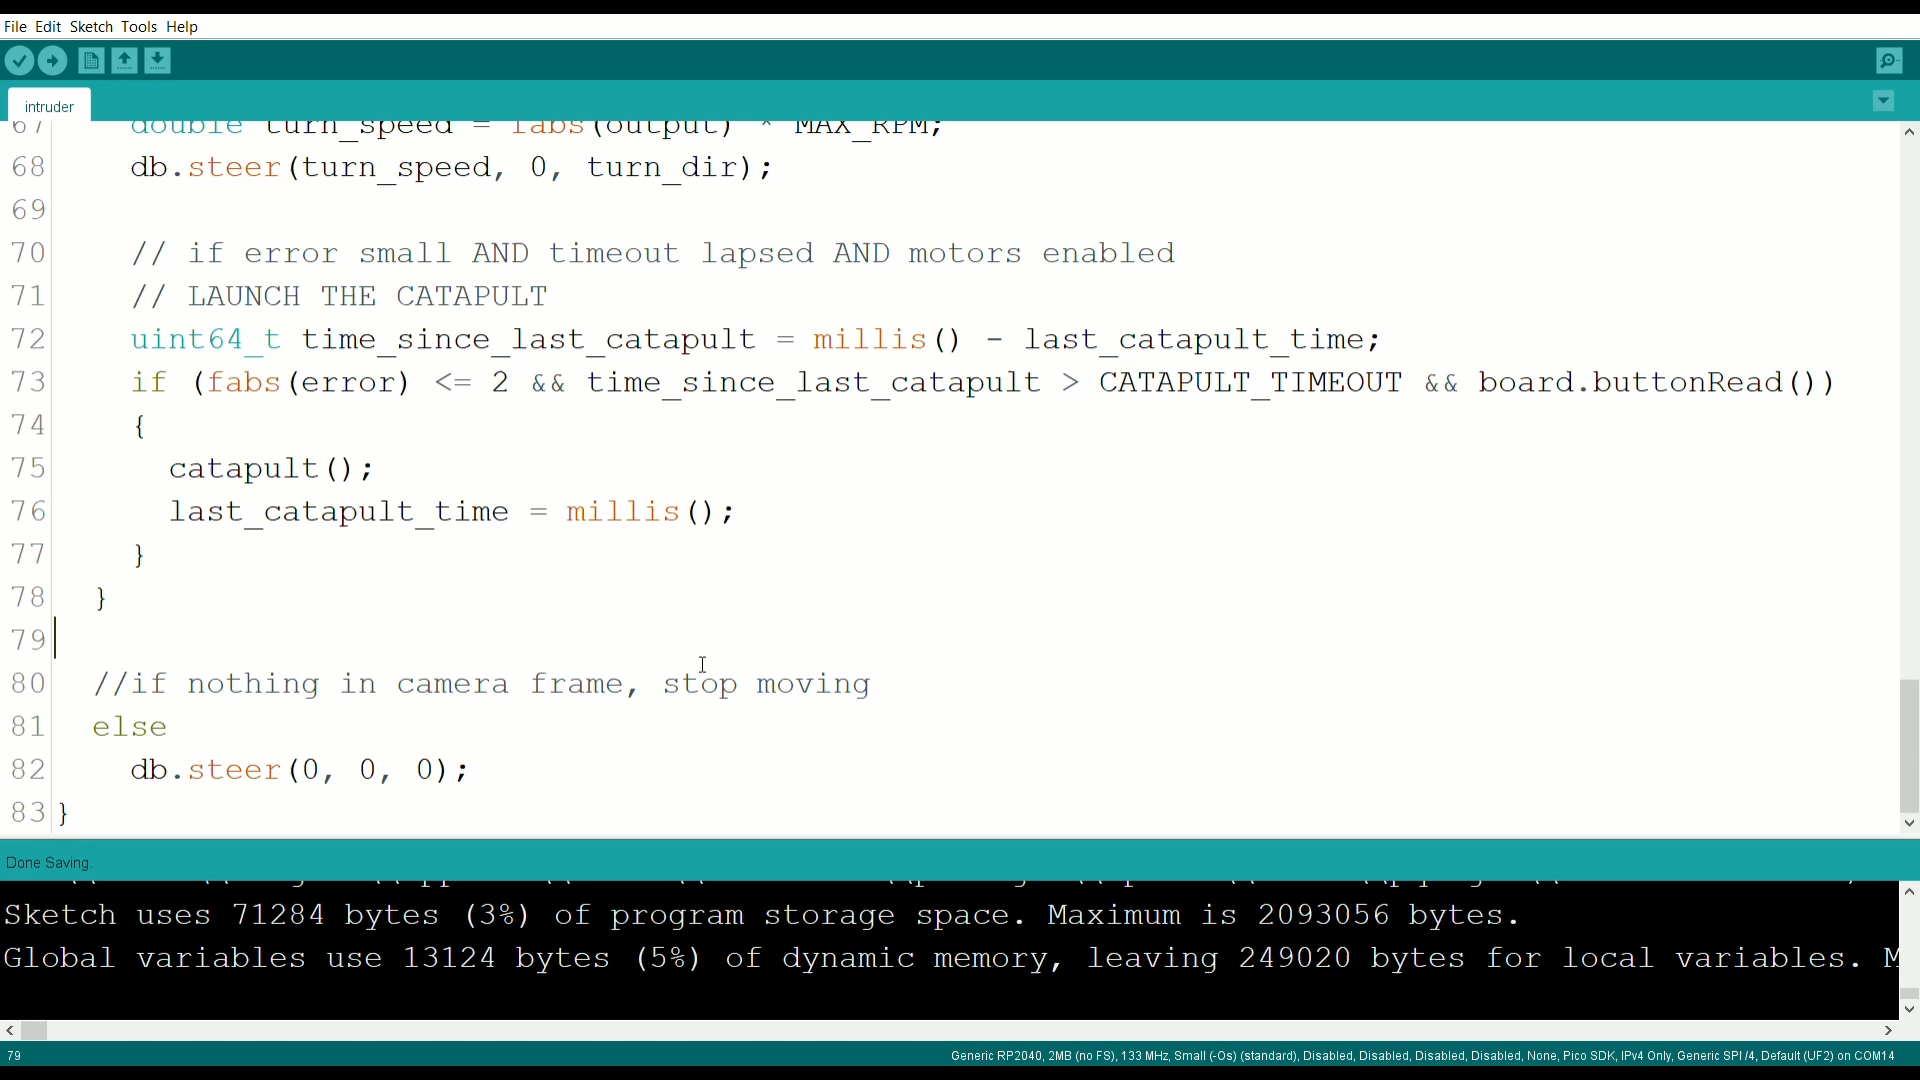 File Edit Sketch Tools Help
intruder
67 double turn_speed = fabs(output) * MAX_RPM;
68 db.steer(turn_speed, 0, turn_dir);
69
70 // if error small AND timeout lapsed AND motors enabled
71 // LAUNCH THE CATAPULT
72 uint64_t time_since_last_catapult = millis() - last_catapult_time;
73 if (fabs(error) <= 2 && time_since_last_catapult > CATAPULT_TIMEOUT && board.buttonRead())
74 {
75 catapult();
76 last_catapult_time = millis();
77 }
78 }
79
80 //if nothing in camera frame, stop moving
81 else
82 db.steer(0, 0, 0);
83 }
Done Saving.
Sketch uses 71284 bytes (3%) of program storage space. Maximum is 2093056 bytes.
Global variables use 13124 bytes (5%) of dynamic memory, leaving 249020 bytes for local variables. M
79
Generic RP2040, 2MB (no FS), 133 MHz, Small (-Os) (standard), Disabled, Disabled, Disabled, Disabled, None, Pico SDK, IPv4 Only, Generic SPI /4, Default (UF2) on COM14